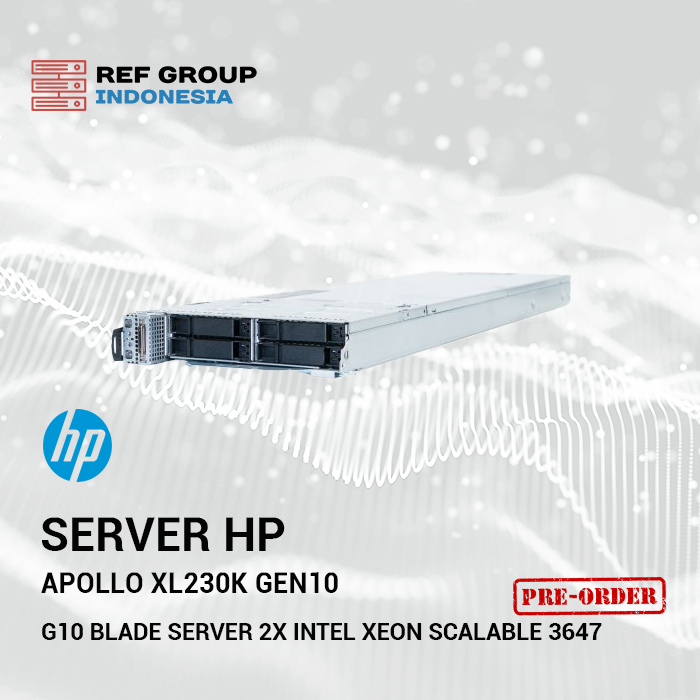 REF GROUP
INDONESIA
hp
SERVER HP
APOLLO XL230K GEN10
PRE-ORDER
G10 BLADE SERVER 2X INTEL XEON SCALABLE 3647